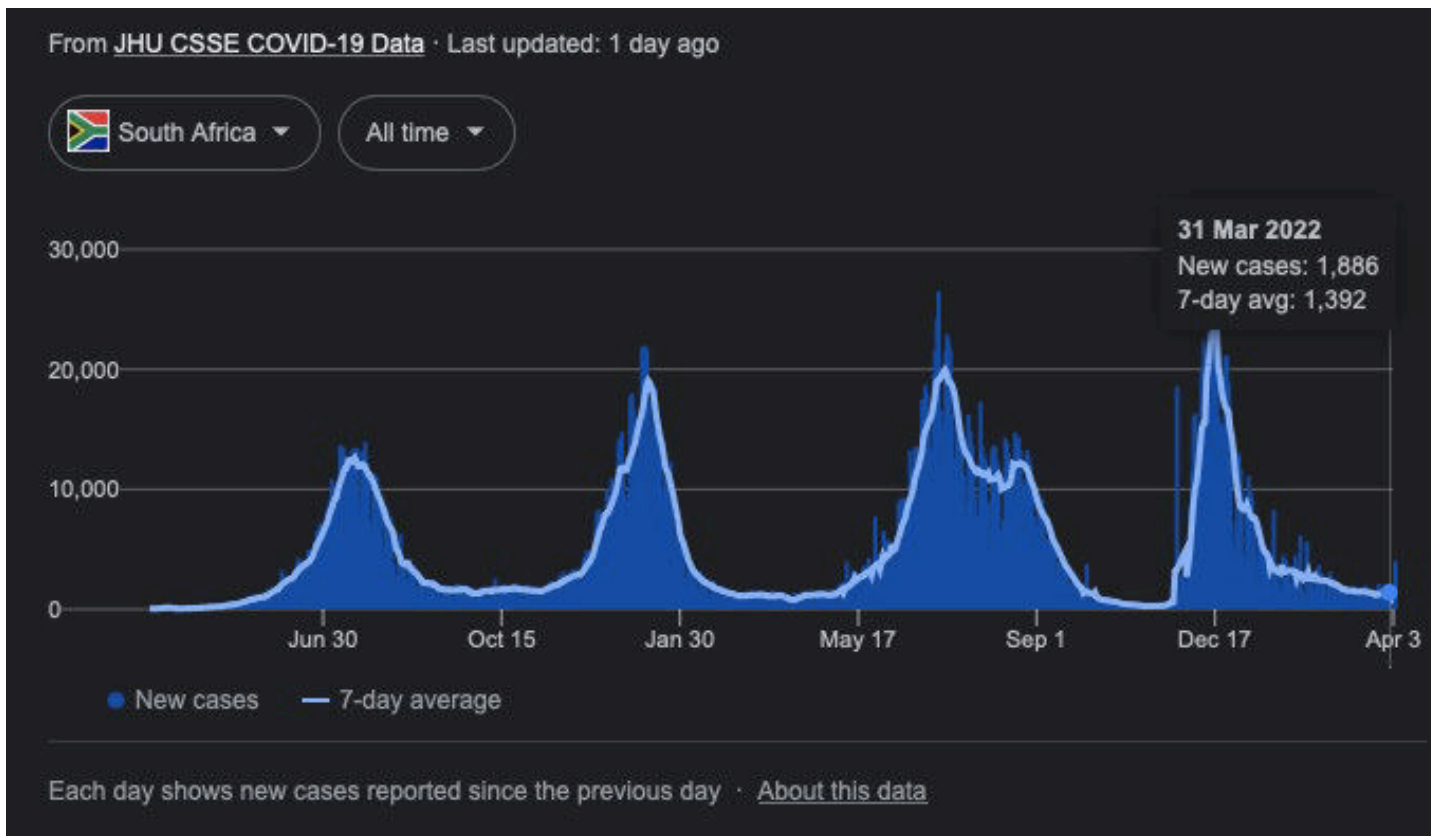 From JHU CSSE COVID-19 Data · Last updated: 1 day ago
South Africa
All time
31 Mar 2022
New cases: 1,886
7-day avg: 1,392
30,000
20,000
10,000
0
Jun 30
Oct 15
Jan 30
May 17
Sep 1
Dec 17
Apr 3
New cases
7-day average
Each day shows new cases reported since the previous day · About this data